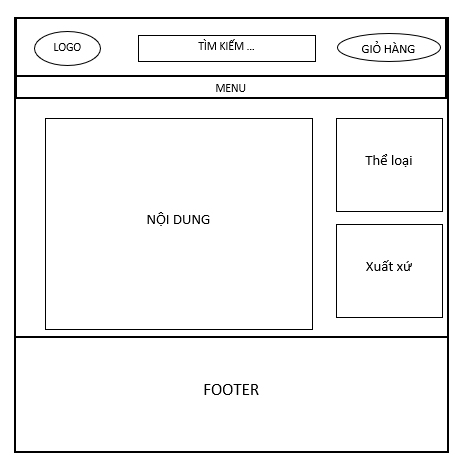 LOGO
TÌM KIẾM ...
GIỎ HÀNG
MENU
NỘI DUNG
Thể loại
Xuất xứ
FOOTER